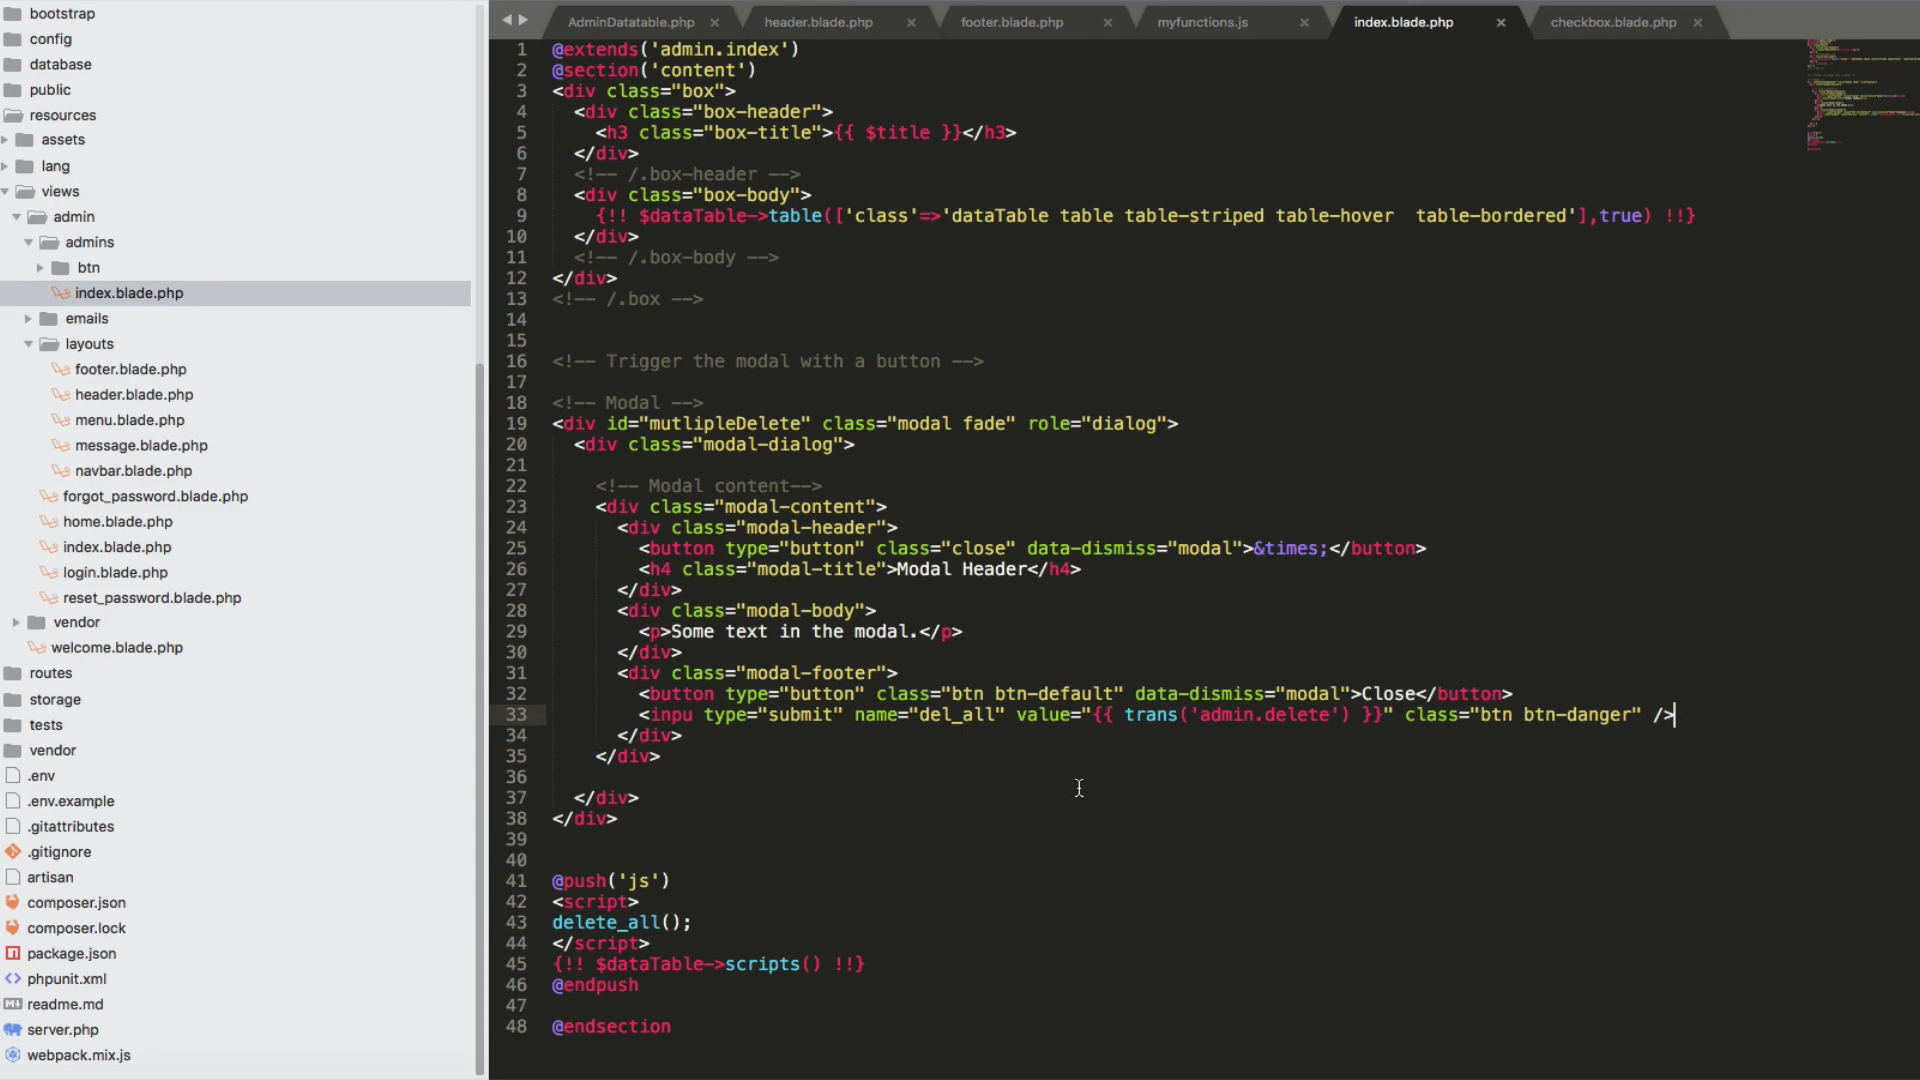 bootstrap
config
database
public
resources
assets
lang
views
admin
admins
btn
index.blade.php
emails
layouts
footer.blade.php
header.blade.php
menu.blade.php
message.blade.php
navbar.blade.php
forgot_password.blade.php
home.blade.php
index.blade.php
login.blade.php
reset_password.blade.php
vendor
welcome.blade.php
routes
storage
tests
vendor
.env
.env.example
.gitattributes
.gitignore
artisan
composer.json
composer.lock
package.json
phpunit.xml
readme.md
server.php
webpack.mix.js
AdminDatatable.php × header.blade.php × footer.blade.php × myfunctions.js × index.blade.php × checkbox.blade.php ×
1 @extends('admin.index')
2 @section('content')
3 <div class="box">
4 <div class="box-header">
5 <h3 class="box-title">{{ $title }}</h3>
6 </div>
7 <!-- /.box-header -->
8 <div class="box-body">
9 {!! $dataTable->table(['class'=>'dataTable table table-striped table-hover  table-bordered'],true) !!}
10 </div>
11 <!-- /.box-body -->
12 </div>
13 <!-- /.box -->
14
15
16 <!-- Trigger the modal with a button -->
17
18 <!-- Modal -->
19 <div id="mutlipleDelete" class="modal fade" role="dialog">
20 <div class="modal-dialog">
21
22 <!-- Modal content-->
23 <div class="modal-content">
24 <div class="modal-header">
25 <button type="button" class="close" data-dismiss="modal">&times;</button>
26 <h4 class="modal-title">Modal Header</h4>
27 </div>
28 <div class="modal-body">
29 <p>Some text in the modal.</p>
30 </div>
31 <div class="modal-footer">
32 <button type="button" class="btn btn-default" data-dismiss="modal">Close</button>
33 <inpu type="submit" name="del_all" value="{{ trans('admin.delete') }}" class="btn btn-danger" />
34 </div>
35 </div>
36
37 </div>
38 </div>
39
40
41 @push('js')
42 <script>
43 delete_all();
44 </script>
45 {!! $dataTable->scripts() !!}
46 @endpush
47
48 @endsection